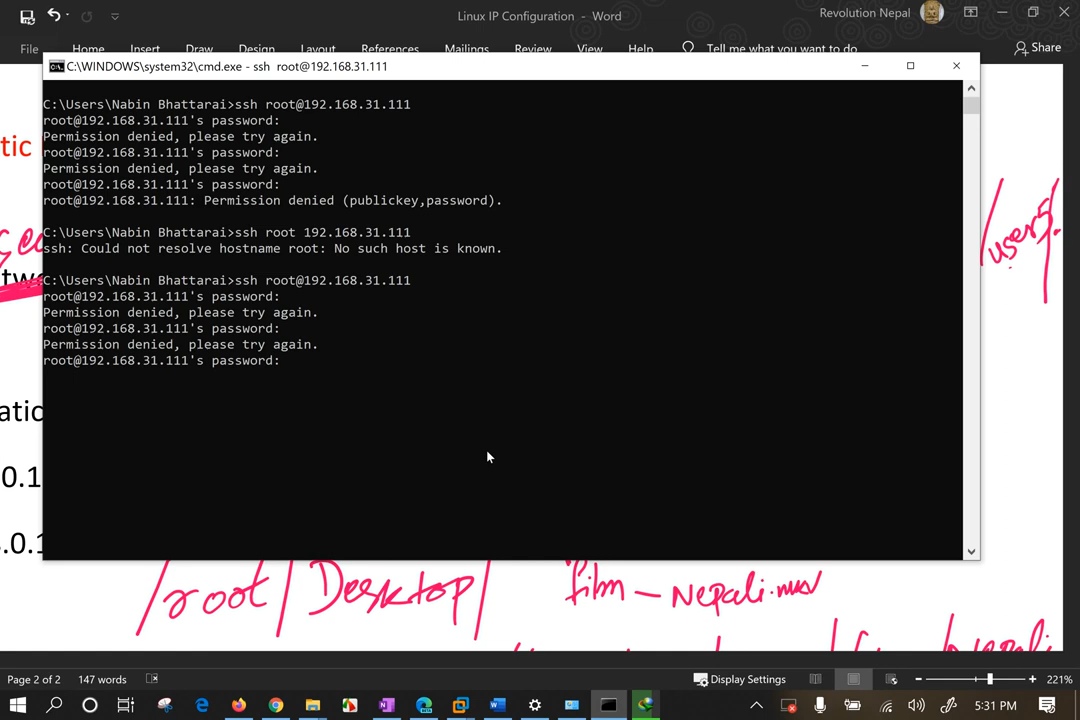 Linux IP Configuration - Word
Revolution Nepal
File Home Insert Draw Design Layout References Mailings Review View Help Tell me what you want to do Share
C:\WINDOWS\system32\cmd.exe - ssh root@192.168.31.111
C:\Users\Nabin Bhattarai>ssh root@192.168.31.111
root@192.168.31.111's password:
Permission denied, please try again.
root@192.168.31.111's password:
Permission denied, please try again.
root@192.168.31.111's password:
root@192.168.31.111: Permission denied (publickey,password).
C:\Users\Nabin Bhattarai>ssh root 192.168.31.111
ssh: Could not resolve hostname root: No such host is known.
C:\Users\Nabin Bhattarai>ssh root@192.168.31.111
root@192.168.31.111's password:
Permission denied, please try again.
root@192.168.31.111's password:
Permission denied, please try again.
root@192.168.31.111's password:
tic
/users/.
atic
0.1
.0.1
/root/Desktop/ film-nepali.
Page 2 of 2 147 words
Display Settings
221%
5:31 PM